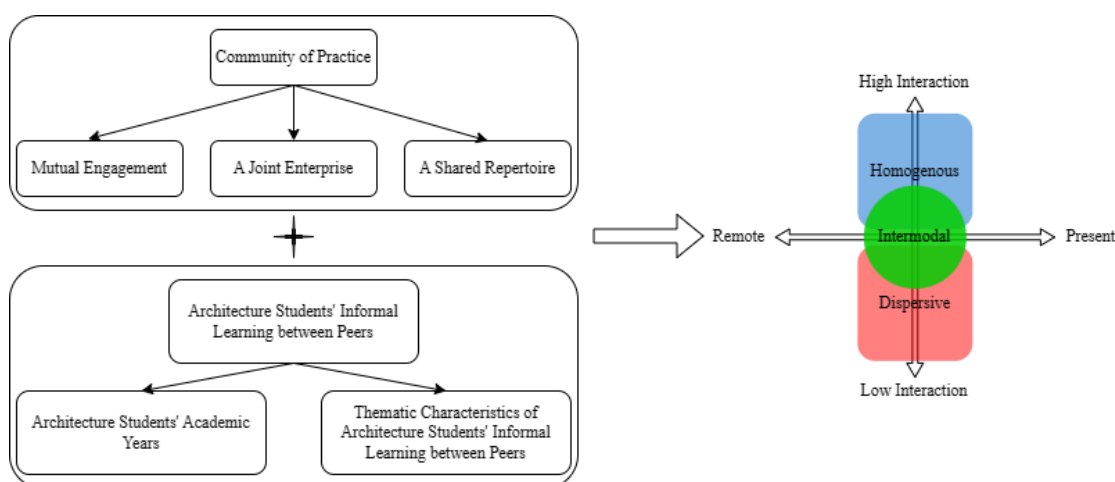 Community of Practice
Mutual Engagement
A Joint Enterprise
A Shared Repertoire
Architecture Students' Informal
Learning between Peers
Architecture Students' Academic
Years
Thematic Characteristics of
Architecture Students' Informal
Learning between Peers
High Interaction
Homogenous
Remote
Intermodal
Present
Dispersive
Low Interaction